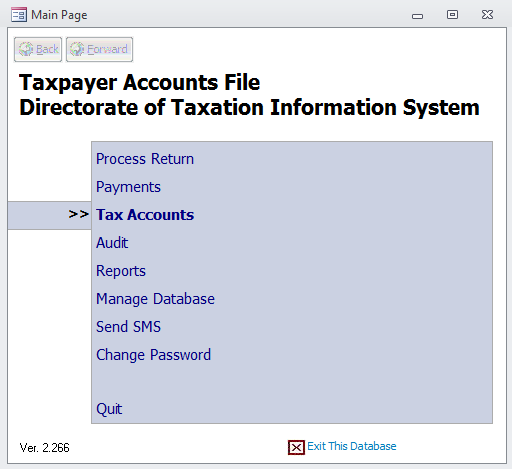 Main Page
Back Forward
Taxpayer Accounts File
Directorate of Taxation Information System
Process Return
Payments
>> Tax Accounts
Audit
Reports
Manage Database
Send SMS
Change Password
Quit
Ver. 2.266 Exit This Database